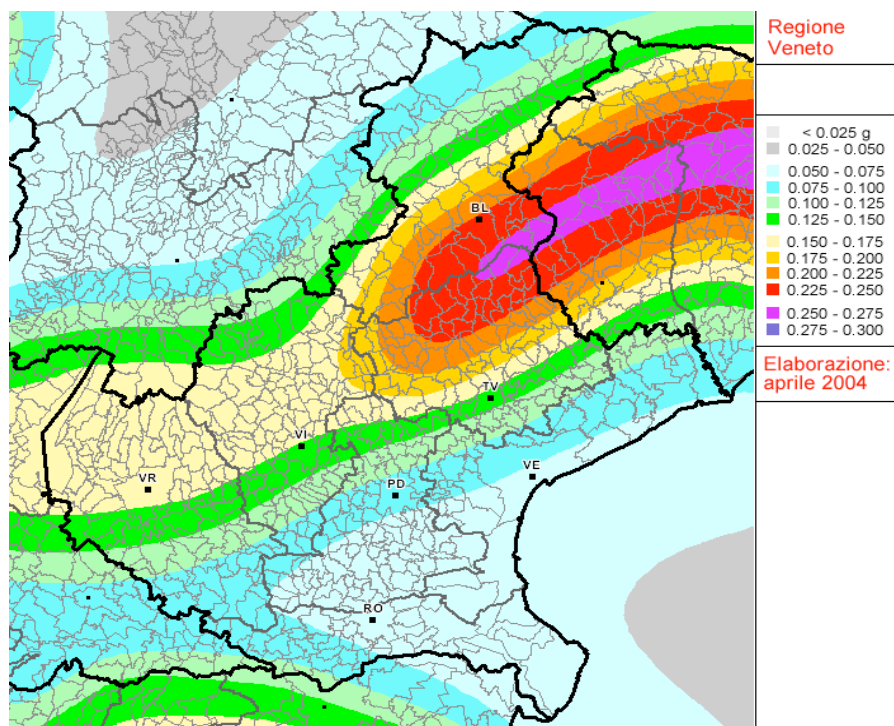 Regione
Veneto
< 0.025 g
0.025 - 0.050
0.050 - 0.075
0.075 - 0.100
0.100 - 0.125
0.125 - 0.150
0.150 - 0.175
0.175 - 0.200
0.200 - 0.225
0.225 - 0.250
0.250 - 0.275
0.275 - 0.300
Elaborazione:
aprile 2004
BL
TV
VI
VE
VR
PD
RO